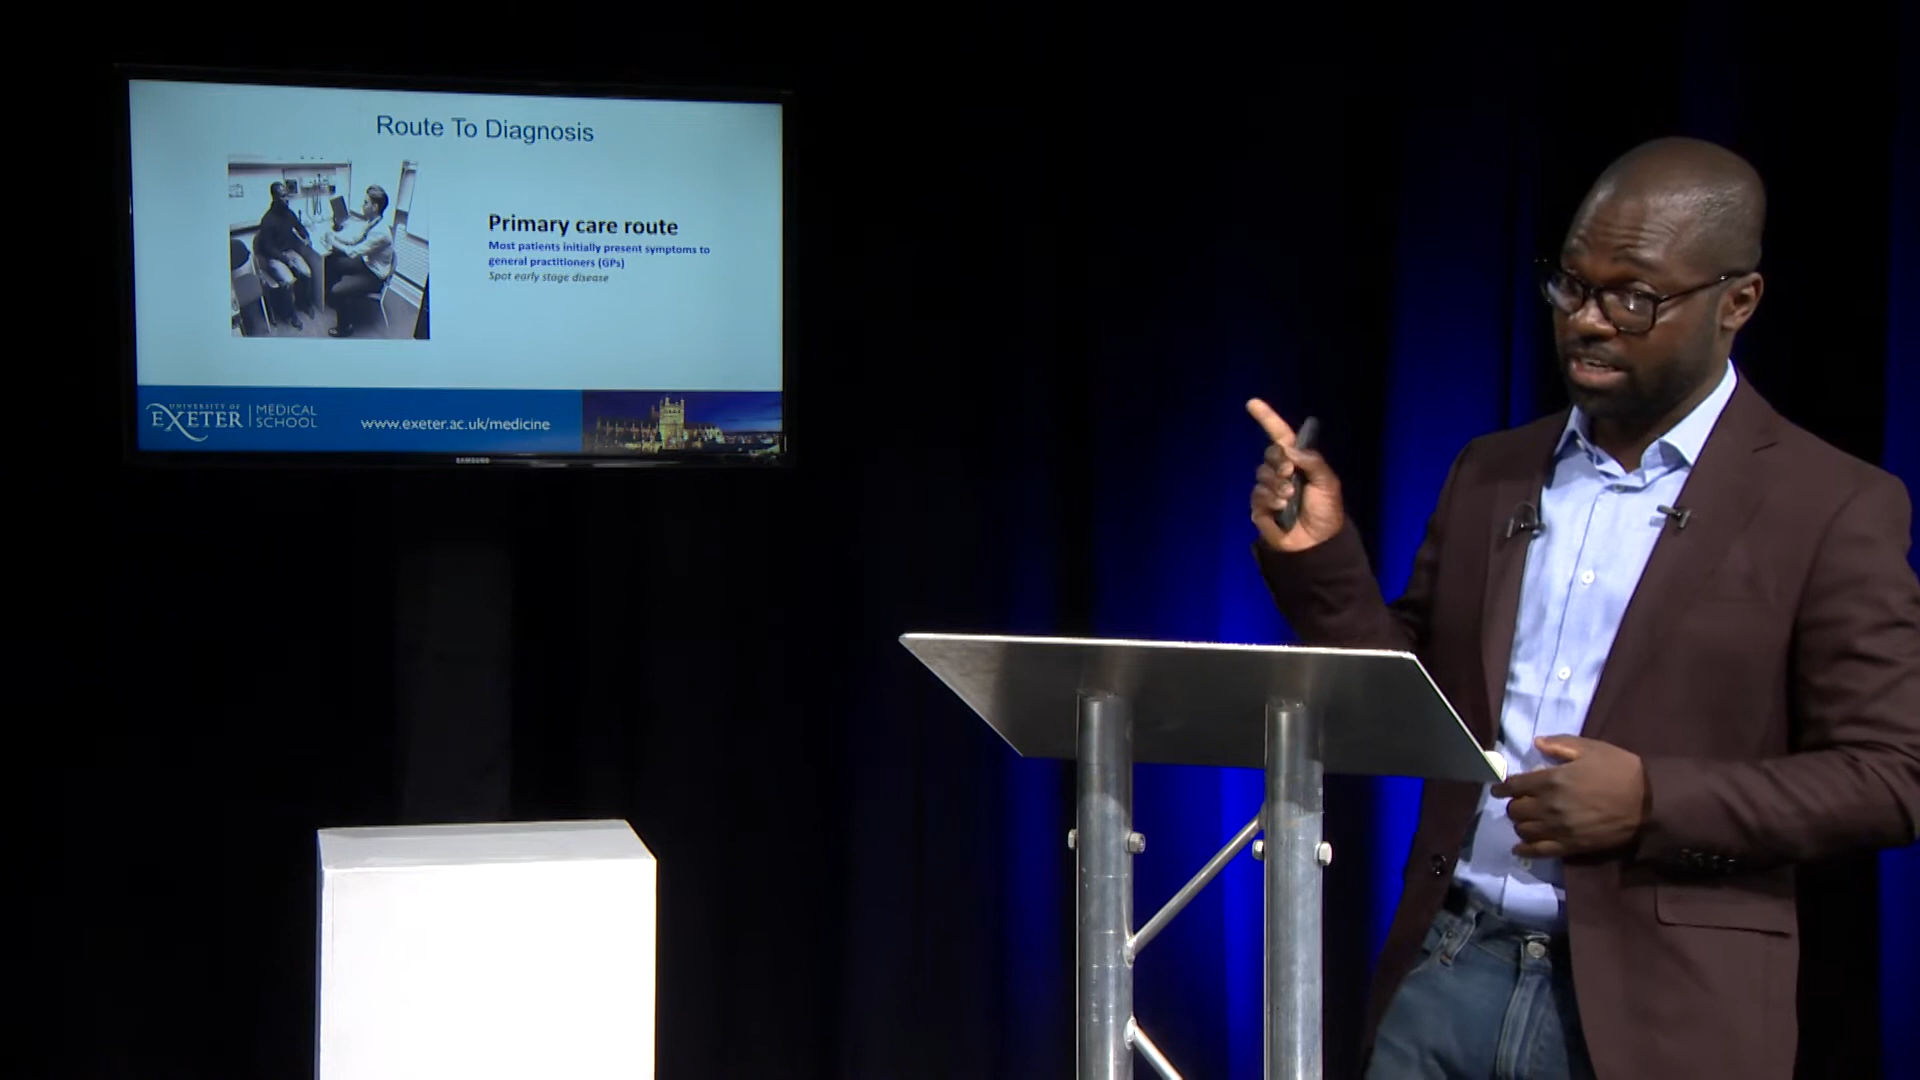 Route To Diagnosis
Primary care route
Most patients initially present symptoms to
general practitioners (GPs)
Spot early stage disease
UNIVERSITY OF
EXETER
MEDICAL
SCHOOL
www.exeter.ac.uk/medicine
SAMSUNG